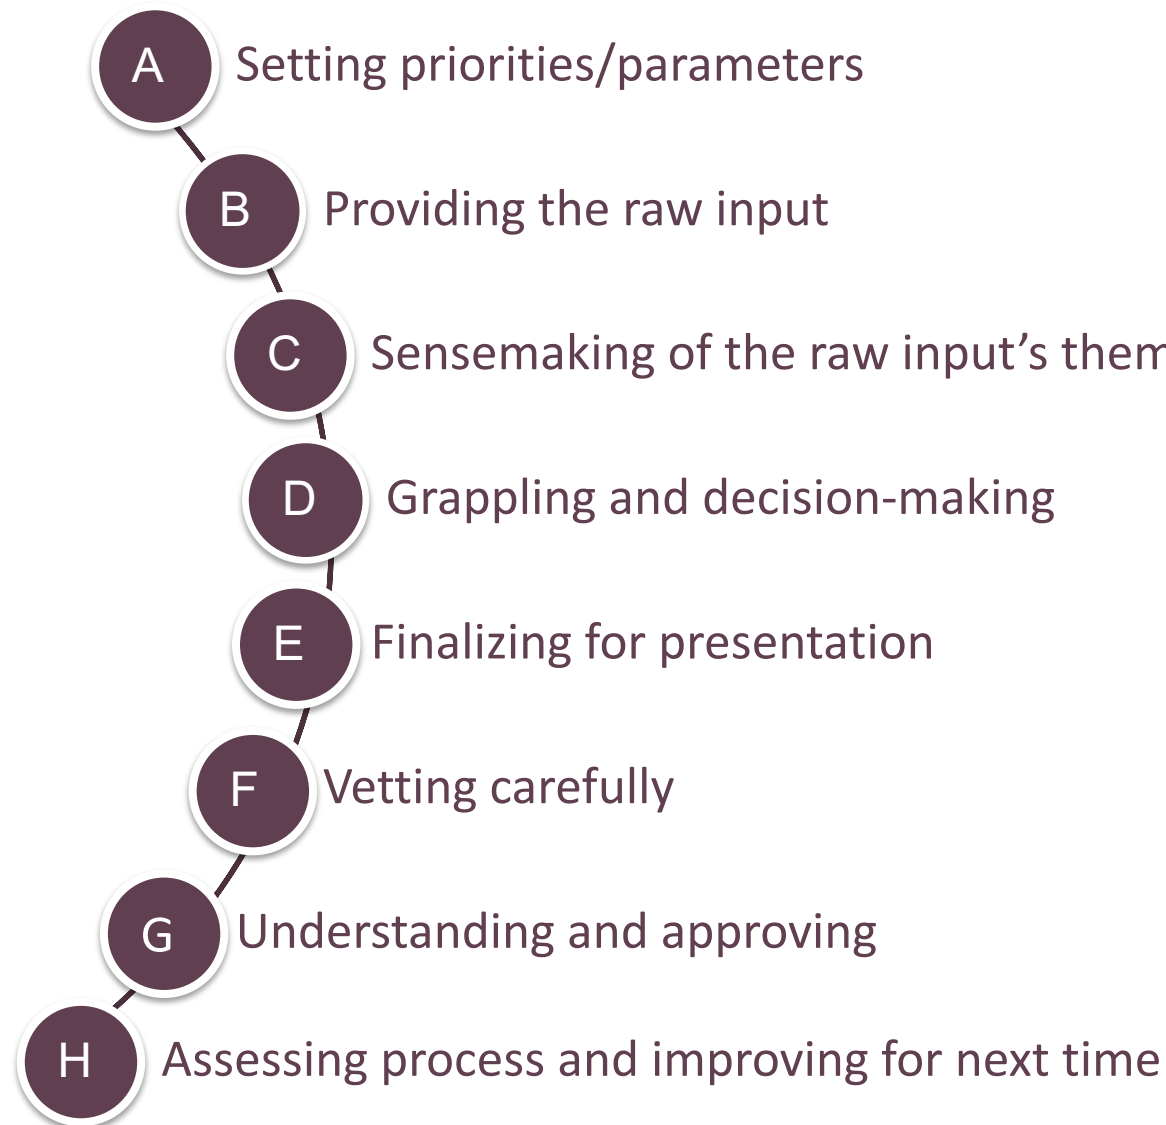 A Setting priorities/parameters
B Providing the raw input
C Sensemaking of the raw input’s
D Grappling and decision-making
E Finalizing for presentation
F Vetting carefully
G Understanding and approving
H Assessing process and improving for next time